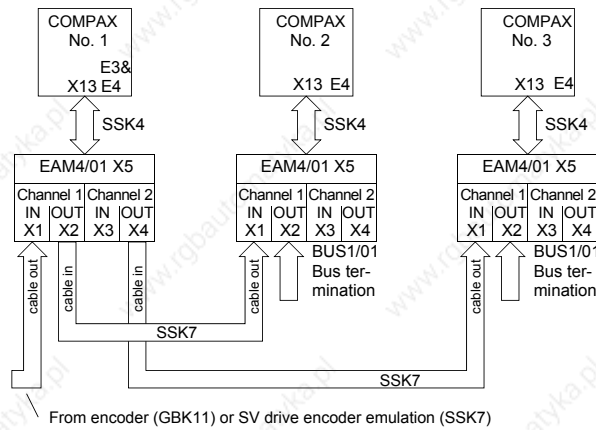 COMPAX
No. 1
E3&
X13 E4
COMPAX
No. 2
X13 E4
COMPAX
No. 3
X13 E4
SSK4
SSK4
SSK4
EAM4/01 X5
Channel 1 Channel 2
IN OUT IN OUT
X1 X2 X3 X4
EAM4/01 X5
Channel 1 Channel 2
IN OUT IN OUT
X1 X2 X3 X4
EAM4/01 X5
Channel 1 Channel 2
IN OUT IN OUT
X1 X2 X3 X4
cable out
cable in
cable in
cable out
BUS1/01
Bus ter-
mination
cable out
BUS1/01
Bus ter-
mination
SSK7
SSK7
From encoder (GBK11) or SV drive encoder emulation (SSK7)